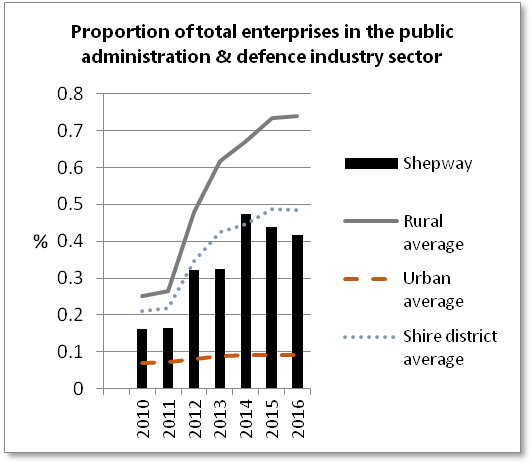 Proportion of total enterprises in the public
administration & defence industry sector
0.8
0.7
0.6
0.5
0.4
0.3
0.2
0.1
0
%
2010
2011
2012
2013
2014
2015
2016
Shepway
Rural
average
Urban
average
Shire district
average